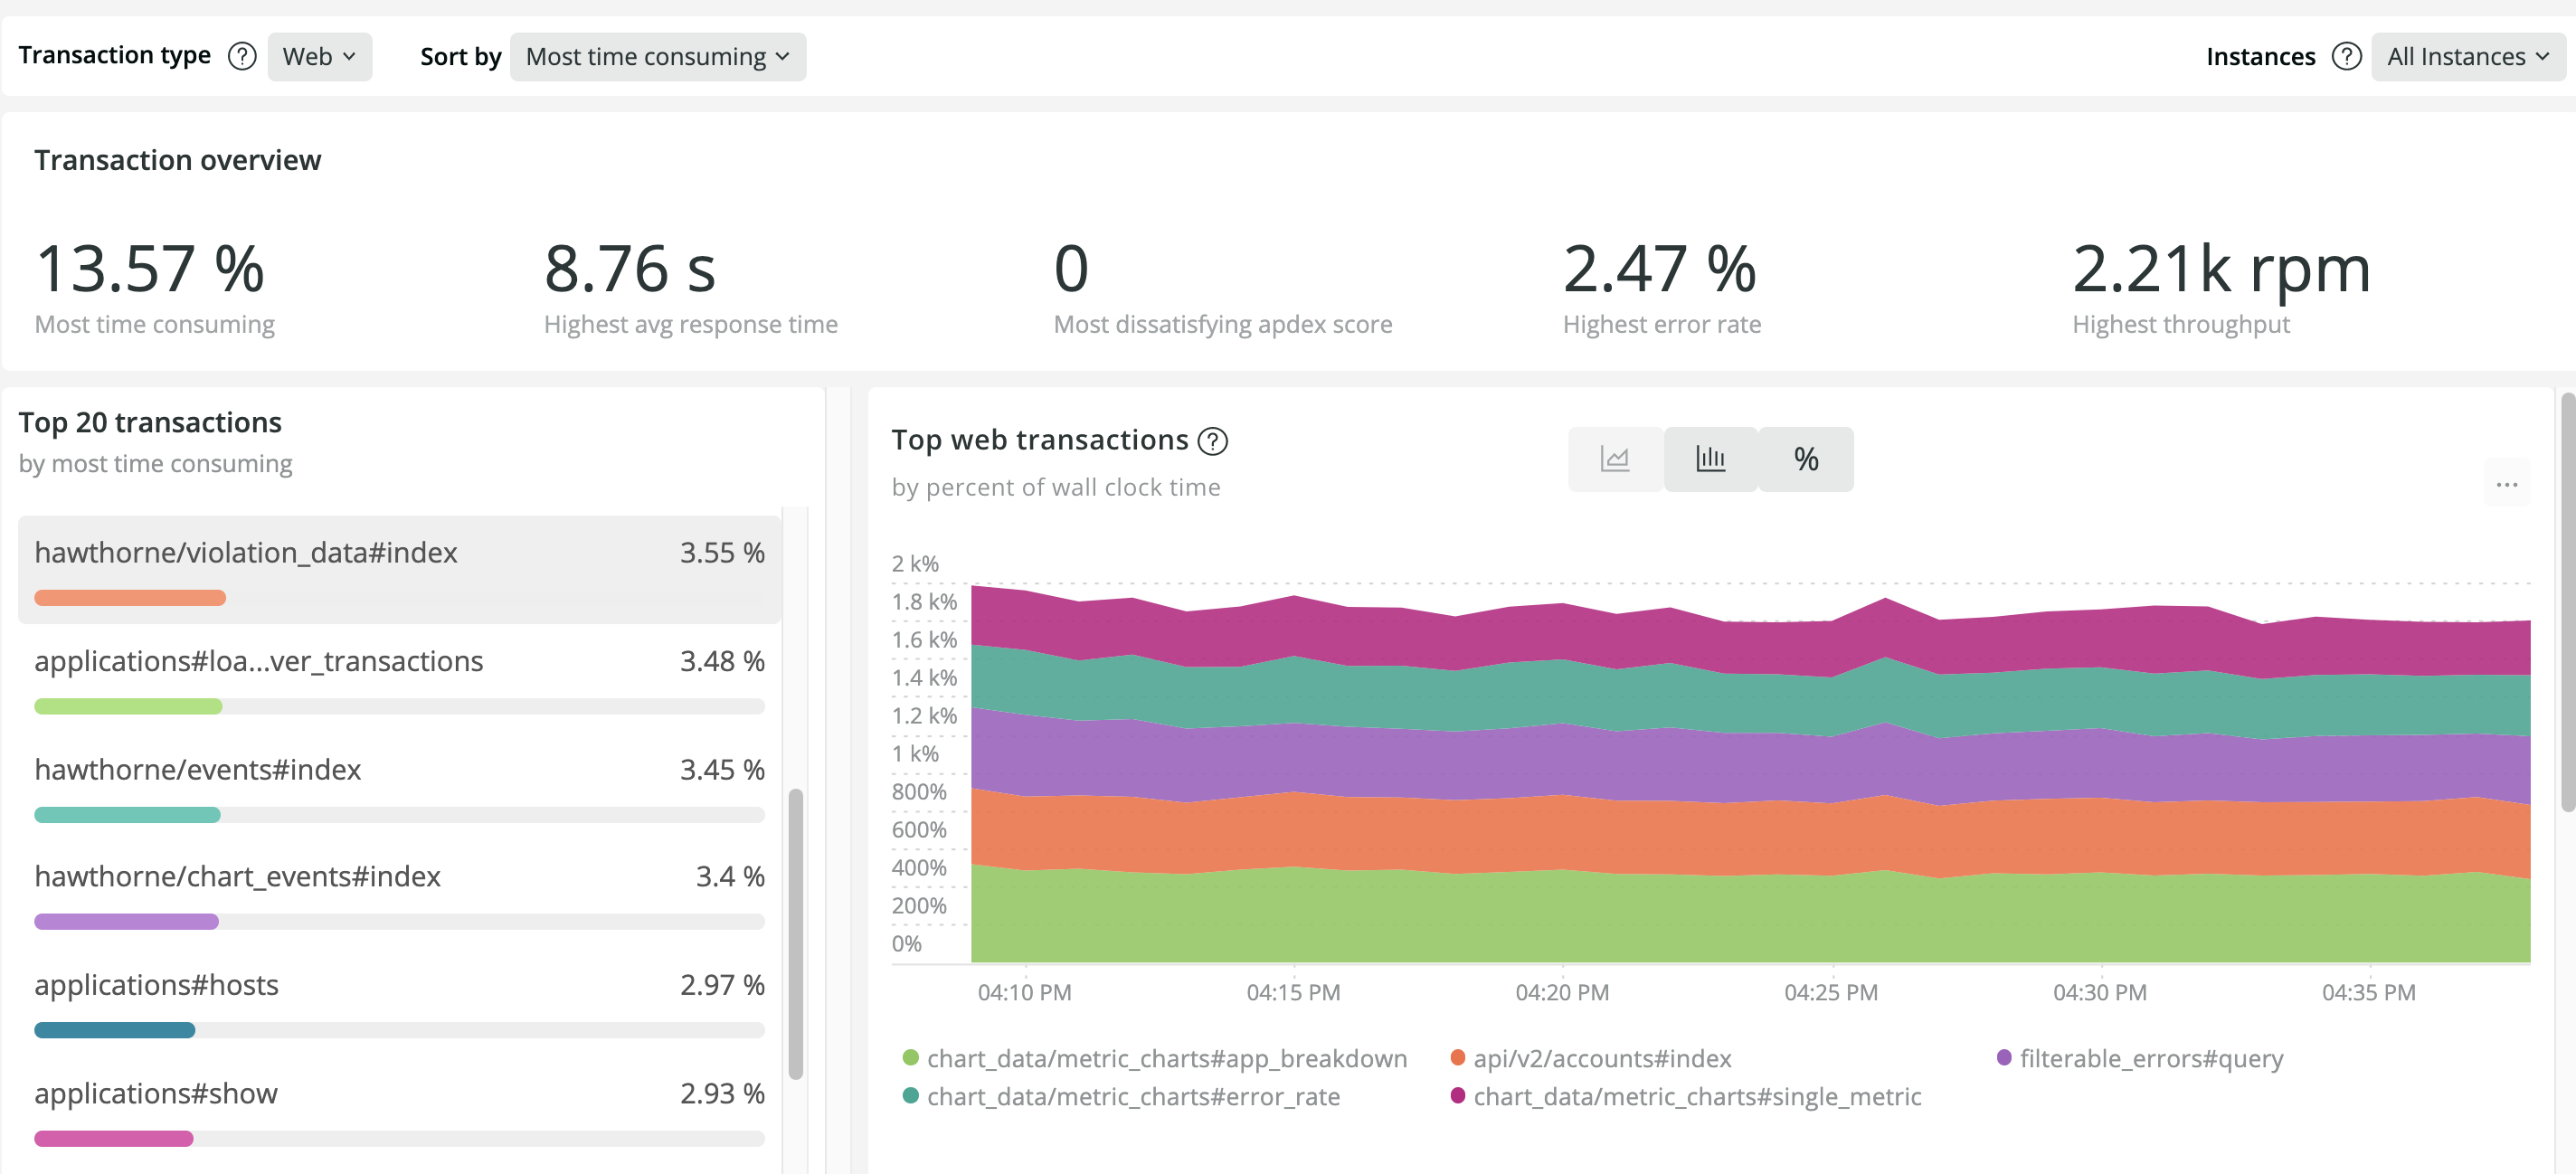 Transaction type ? Web Sort by Most time consuming Instances ? All Instances
Transaction overview
13.57 % 8.76 s 0 2.47 % 2.21k rpm
Most time consuming Highest avg response time Most dissatisfying apdex score Highest error rate Highest throughput
Top 20 transactions
by most time consuming
hawthorne/violation_data#index 3.55 %
applications#loa...ver_transactions 3.48 %
hawthorne/events#index 3.45 %
hawthorne/chart_events#index 3.4 %
applications#hosts 2.97 %
applications#show 2.93 %
Top web transactions ?
by percent of wall clock time
%
...
2 k%
1.8 k%
1.6 k%
1.4 k%
1.2 k%
1 k%
800%
600%
400%
200%
0%
04:10 PM 04:15 PM 04:20 PM 04:25 PM 04:30 PM 04:35 PM
chart_data/metric_charts#app_breakdown api/v2/accounts#index filterable_errors#query
chart_data/metric_charts#error_rate chart_data/metric_charts#single_metric